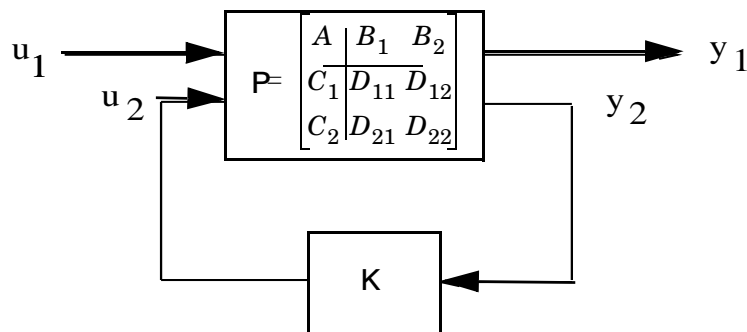 u₁
u₂
P= [ A B₁ B₂
C₁ D₁₁ D₁₂
C₂ D₂₁ D₂₂ ]
y₁
y₂
K